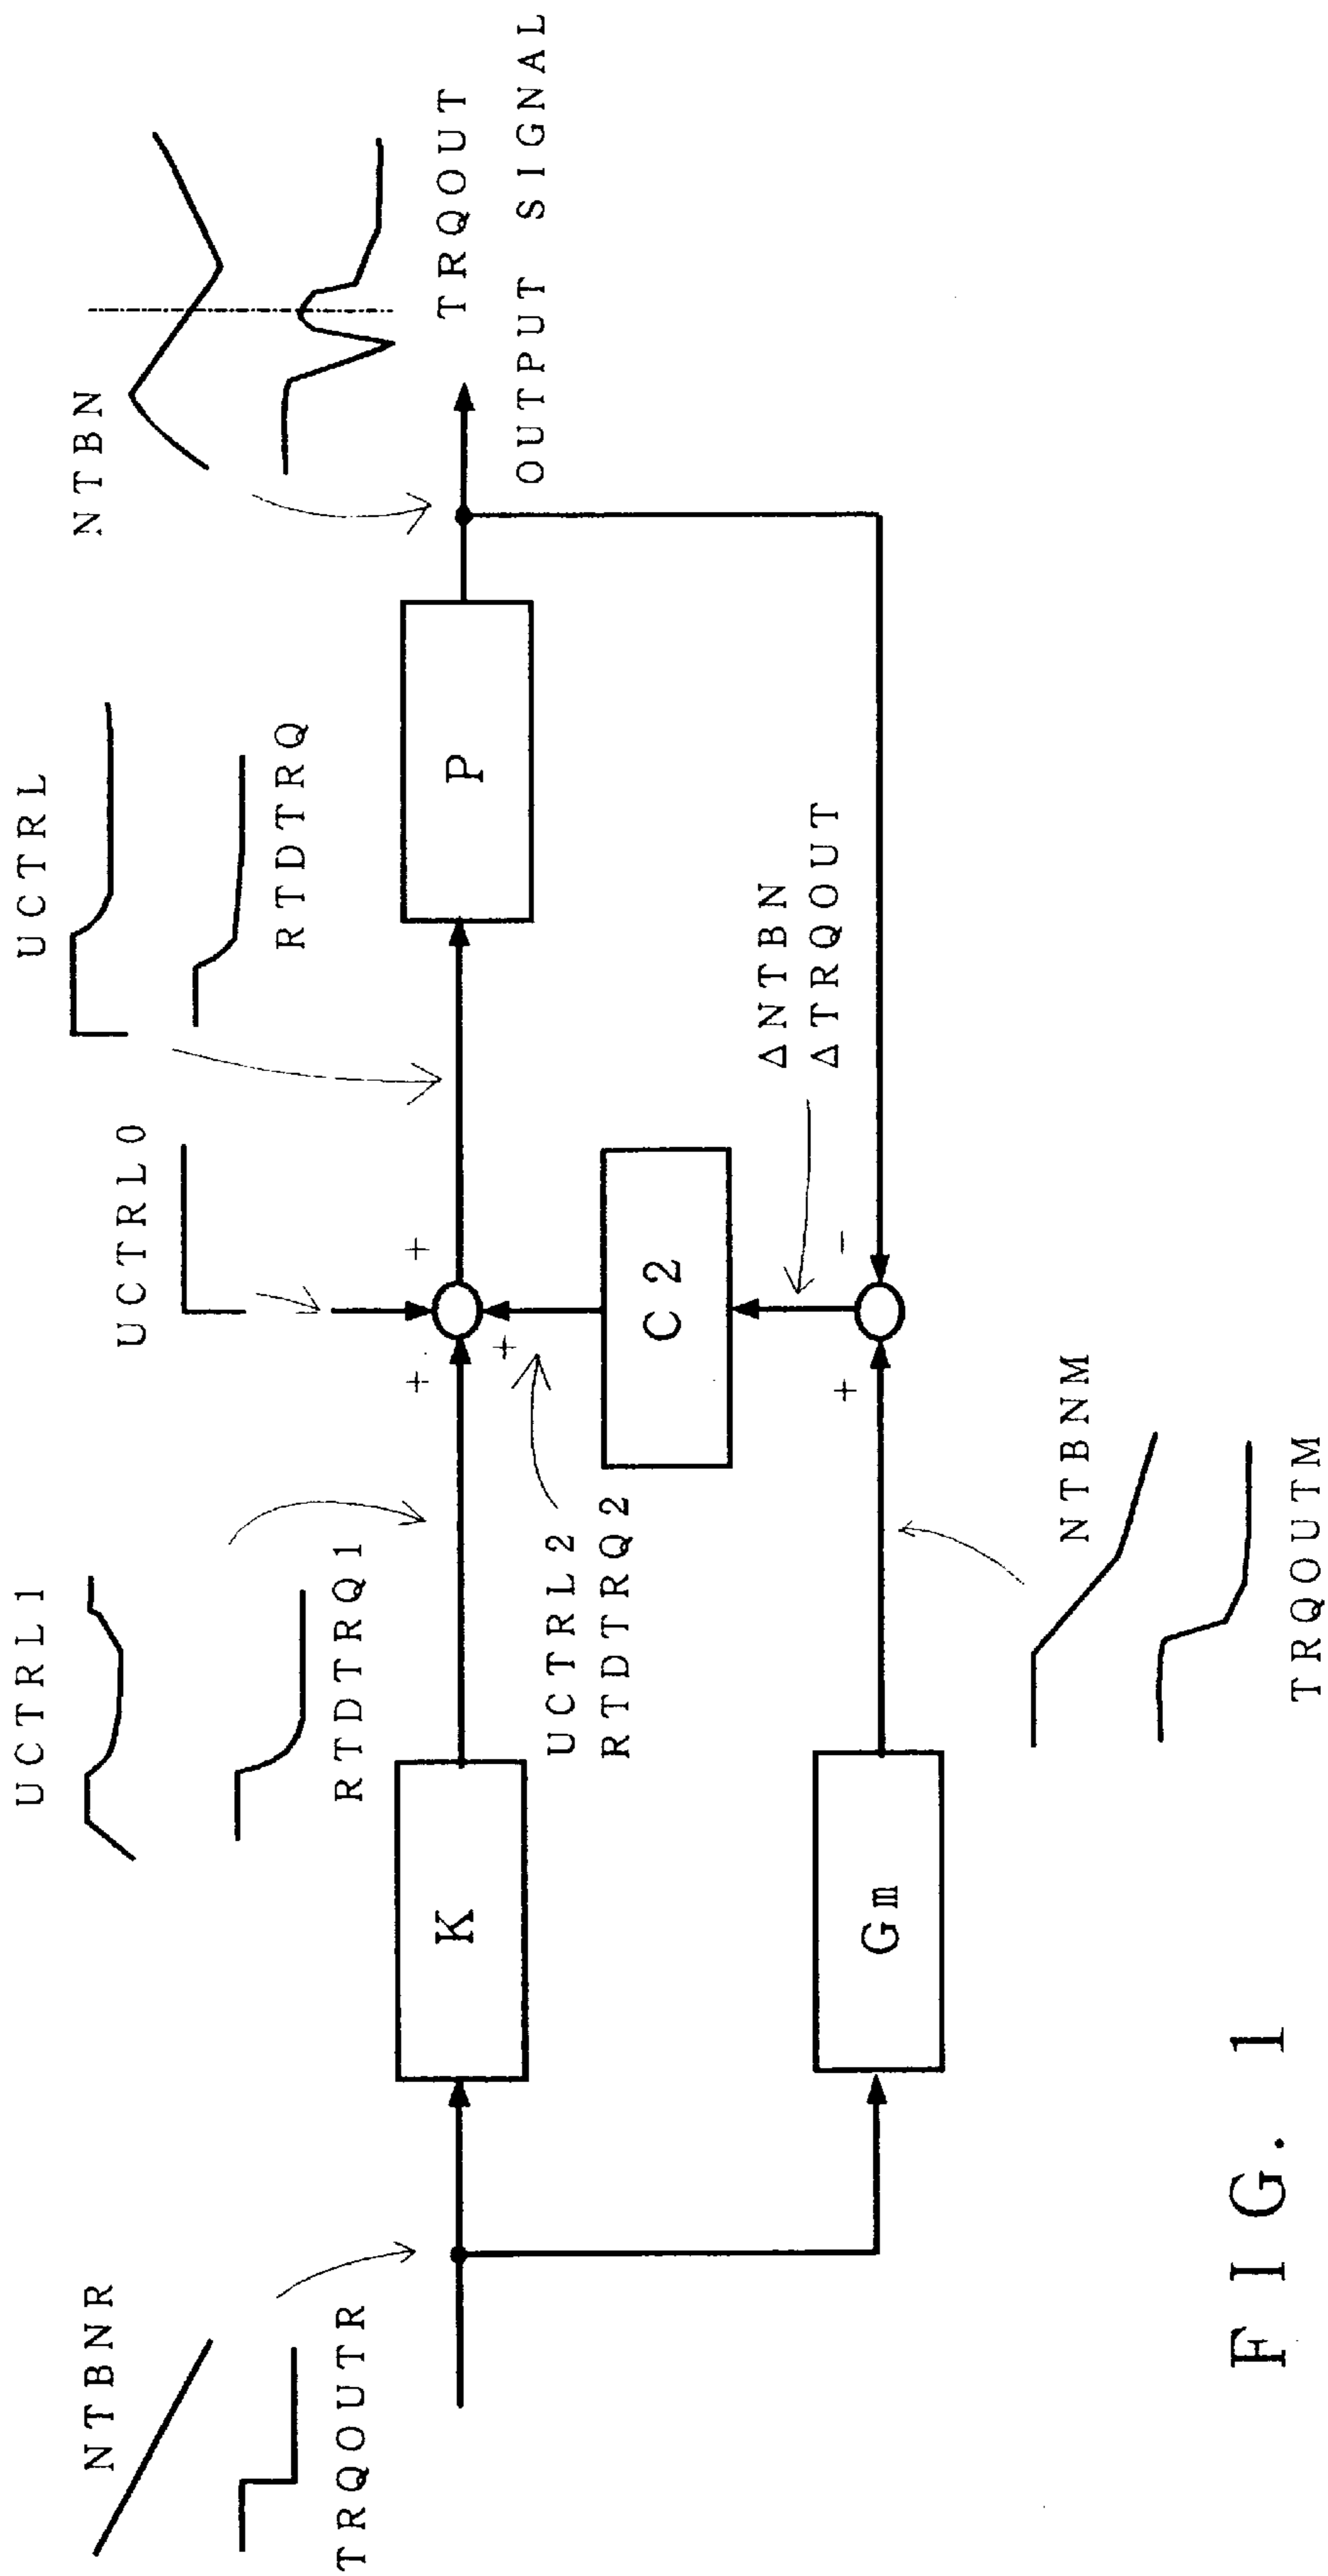 NTBNR
TRQOUTR
K
UCTRL1
RTDTRQ1
+
UCTRL0
+
+
UCTRL2
RTDTRQ2
C2
UCTRL
RTDTRQ
P
NTBN
TRQOUT
OUTPUT SIGNAL
ΔNTBN
ΔTRQOUT
Gm
+
−
NTBNM
TRQOUTM
FIG. 1